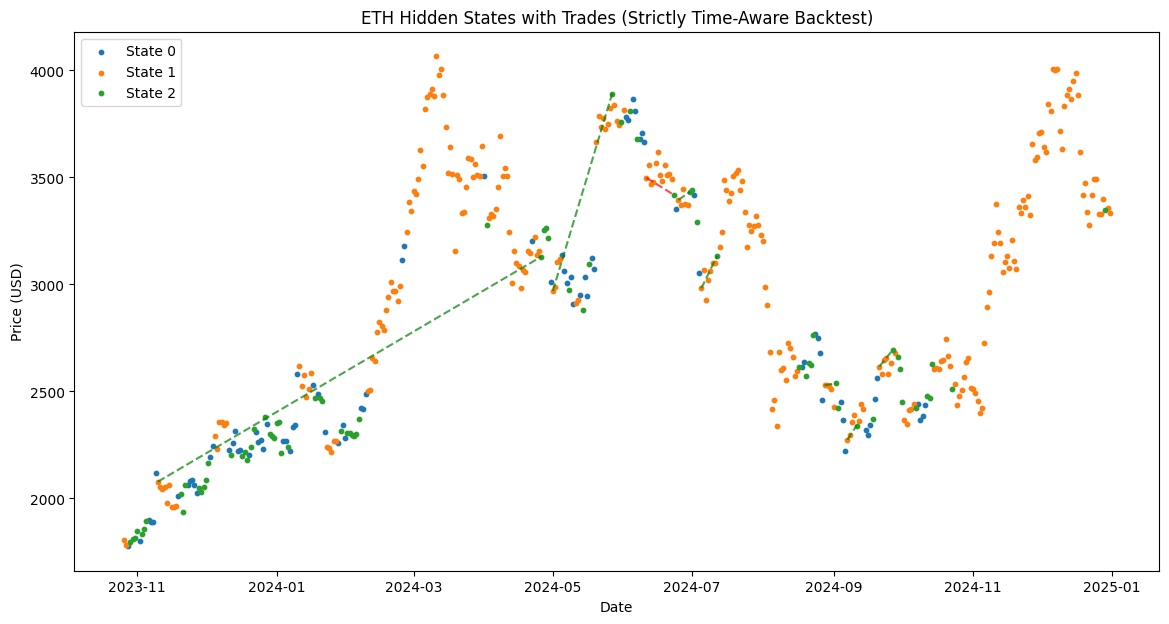 ETH Hidden States with Trades (Strictly Time-Aware Backtest)
State 0
State 1
State 2
Price (USD)
4000
3500
3000
2500
2000
2023-11
2024-01
2024-03
2024-05
2024-07
2024-09
2024-11
2025-01
Date